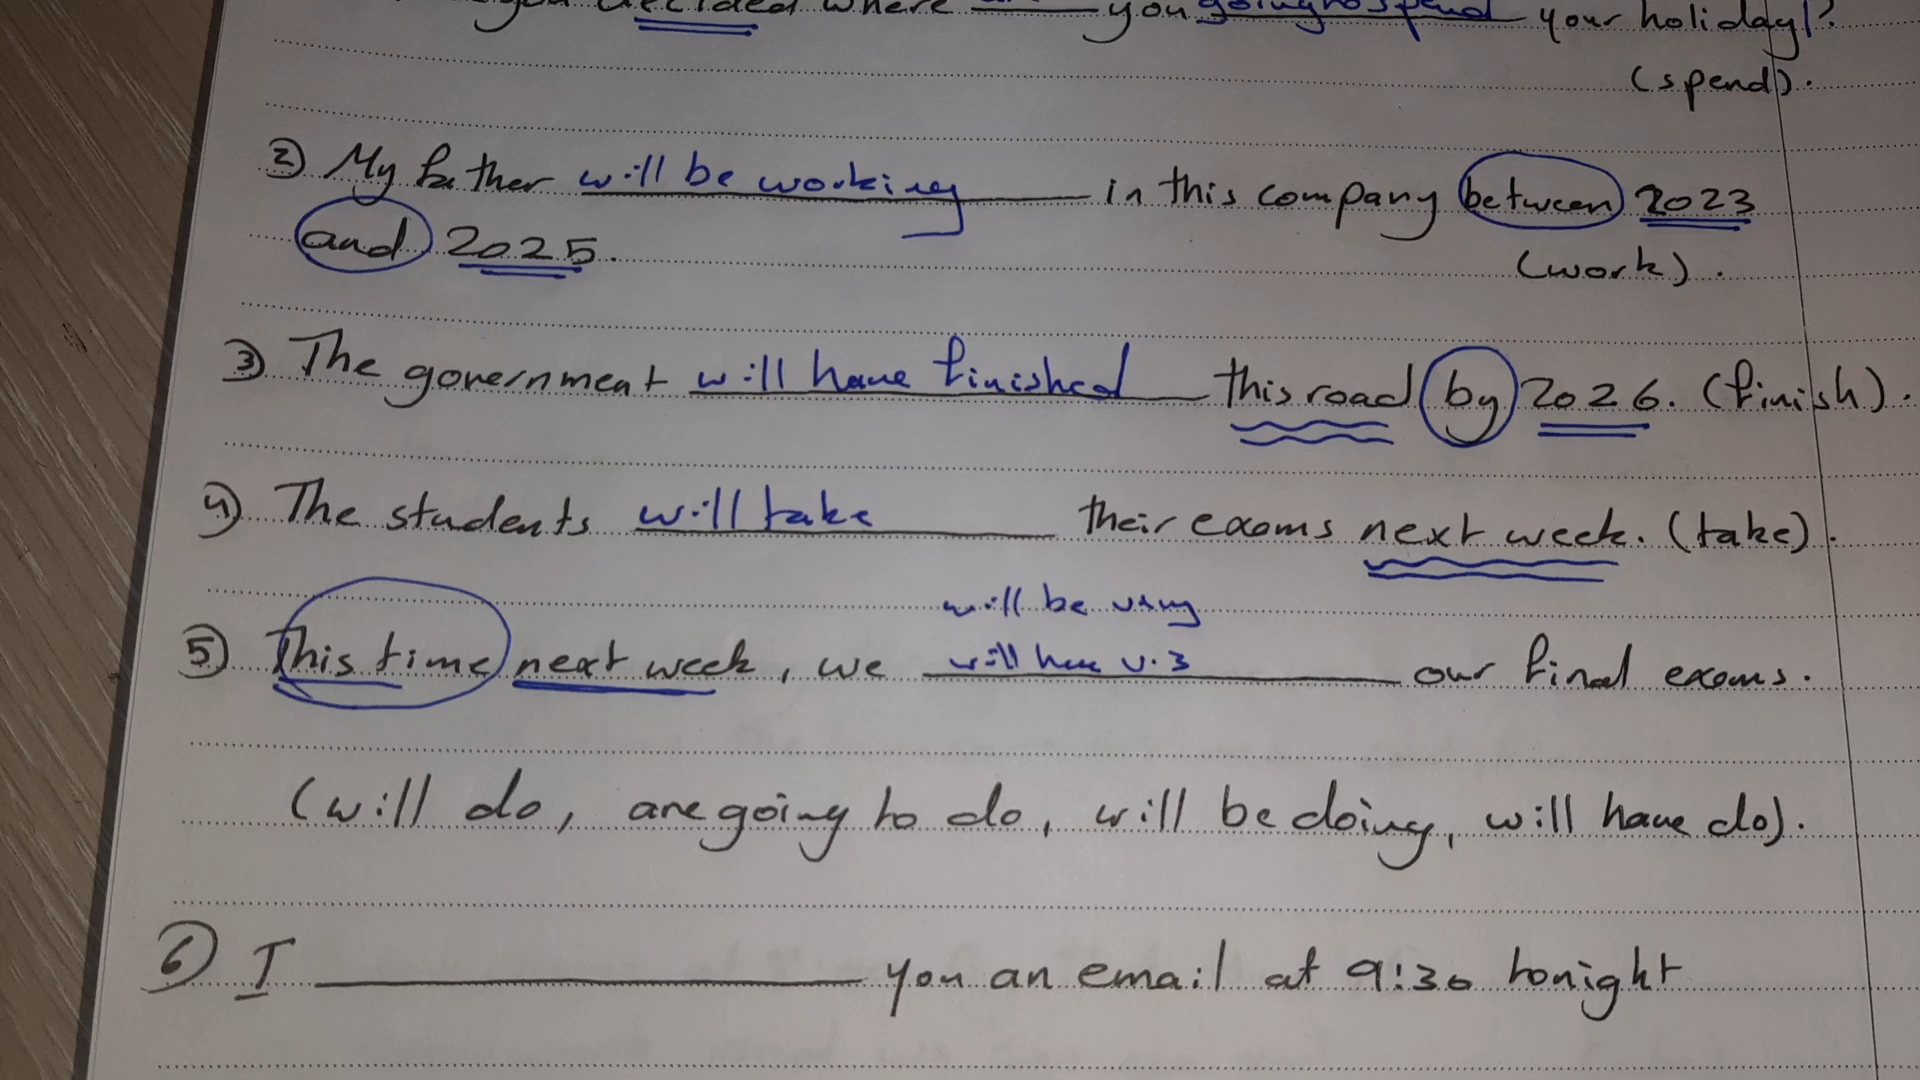 you decided where you going to spend your holiday?
(spend).
2) My father will be working in this company between 2023
and 2025.
(work).
3) The government will have finished this road by 2026. (finish).
4) The students will take their exams next week. (take).
will be ving
5) This time next week, we will have v.3 our final exams.
(will do, are going to do, will be doing, will have do).
6) I you an email at 9:30 tonight